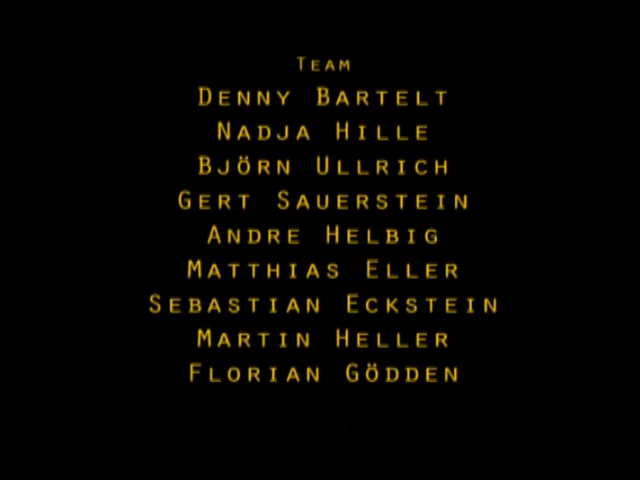 Team
Denny Bartelt
Nadja Hille
Björn Ullrich
Gert Sauerstein
Andre Helbig
Matthias Eller
Sebastian Eckstein
Martin Heller
Florian Gödden